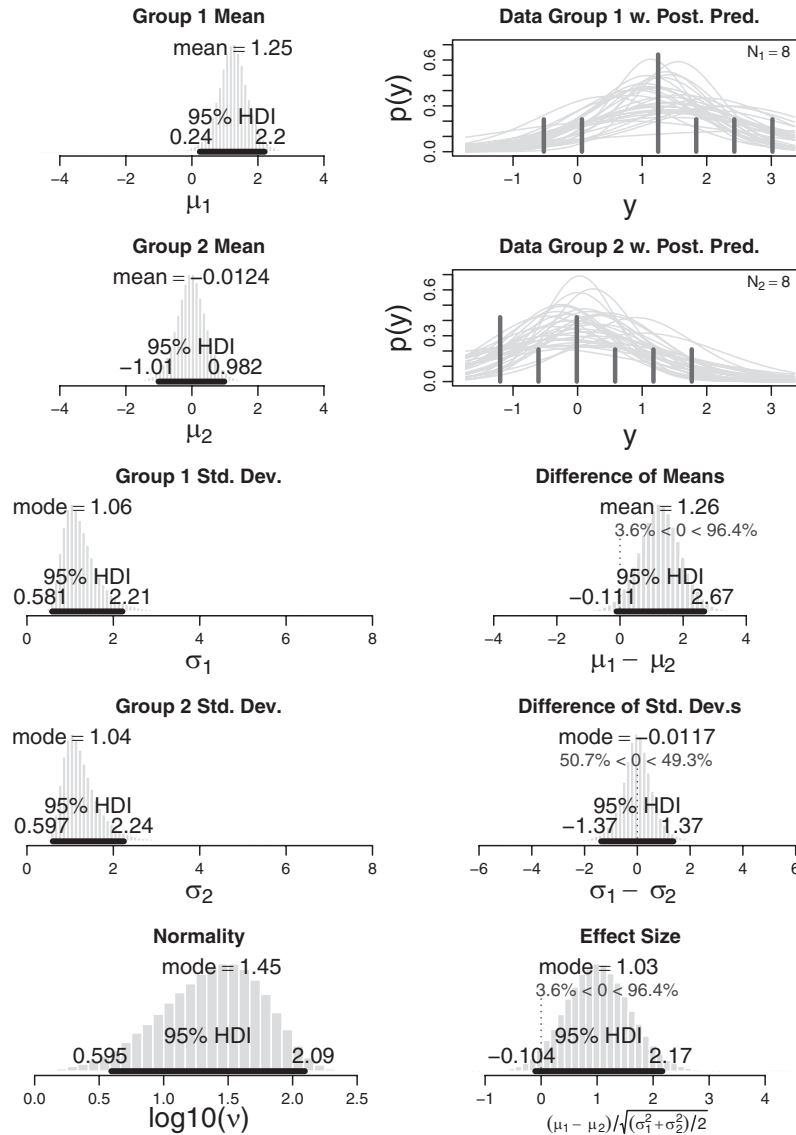 Group 1 Mean
mean = 1.25
95% HDI
0.24 2.2
−4 −2 0 2 4
μ1
Data Group 1 w. Post. Pred.
N1 = 8
p(y)
0.0 0.3 0.6
−1 0 1 2 3
y
Group 2 Mean
mean = −0.0124
95% HDI
−1.01 0.982
−4 −2 0 2 4
μ2
Data Group 2 w. Post. Pred.
N2 = 8
p(y)
0.0 0.3 0.6
−1 0 1 2 3
y
Group 1 Std. Dev.
mode = 1.06
95% HDI
0.581 2.21
0 2 4 6 8
σ1
Difference of Means
mean = 1.26
3.6% < 0 < 96.4%
95% HDI
−0.111 2.67
−4 −2 0 2 4
μ1 − μ2
Group 2 Std. Dev.
mode = 1.04
95% HDI
0.597 2.24
0 2 4 6 8
σ2
Difference of Std. Dev.s
mode = −0.0117
50.7% < 0 < 49.3%
95% HDI
−1.37 1.37
−6 −4 −2 0 2 4 6
σ1 − σ2
Normality
mode = 1.45
95% HDI
0.595 2.09
0.0 0.5 1.0 1.5 2.0 2.5
log10(ν)
Effect Size
mode = 1.03
3.6% < 0 < 96.4%
95% HDI
−0.104 2.17
−1 0 1 2 3 4
(μ1 − μ2)/√(σ1² + σ2²)/2